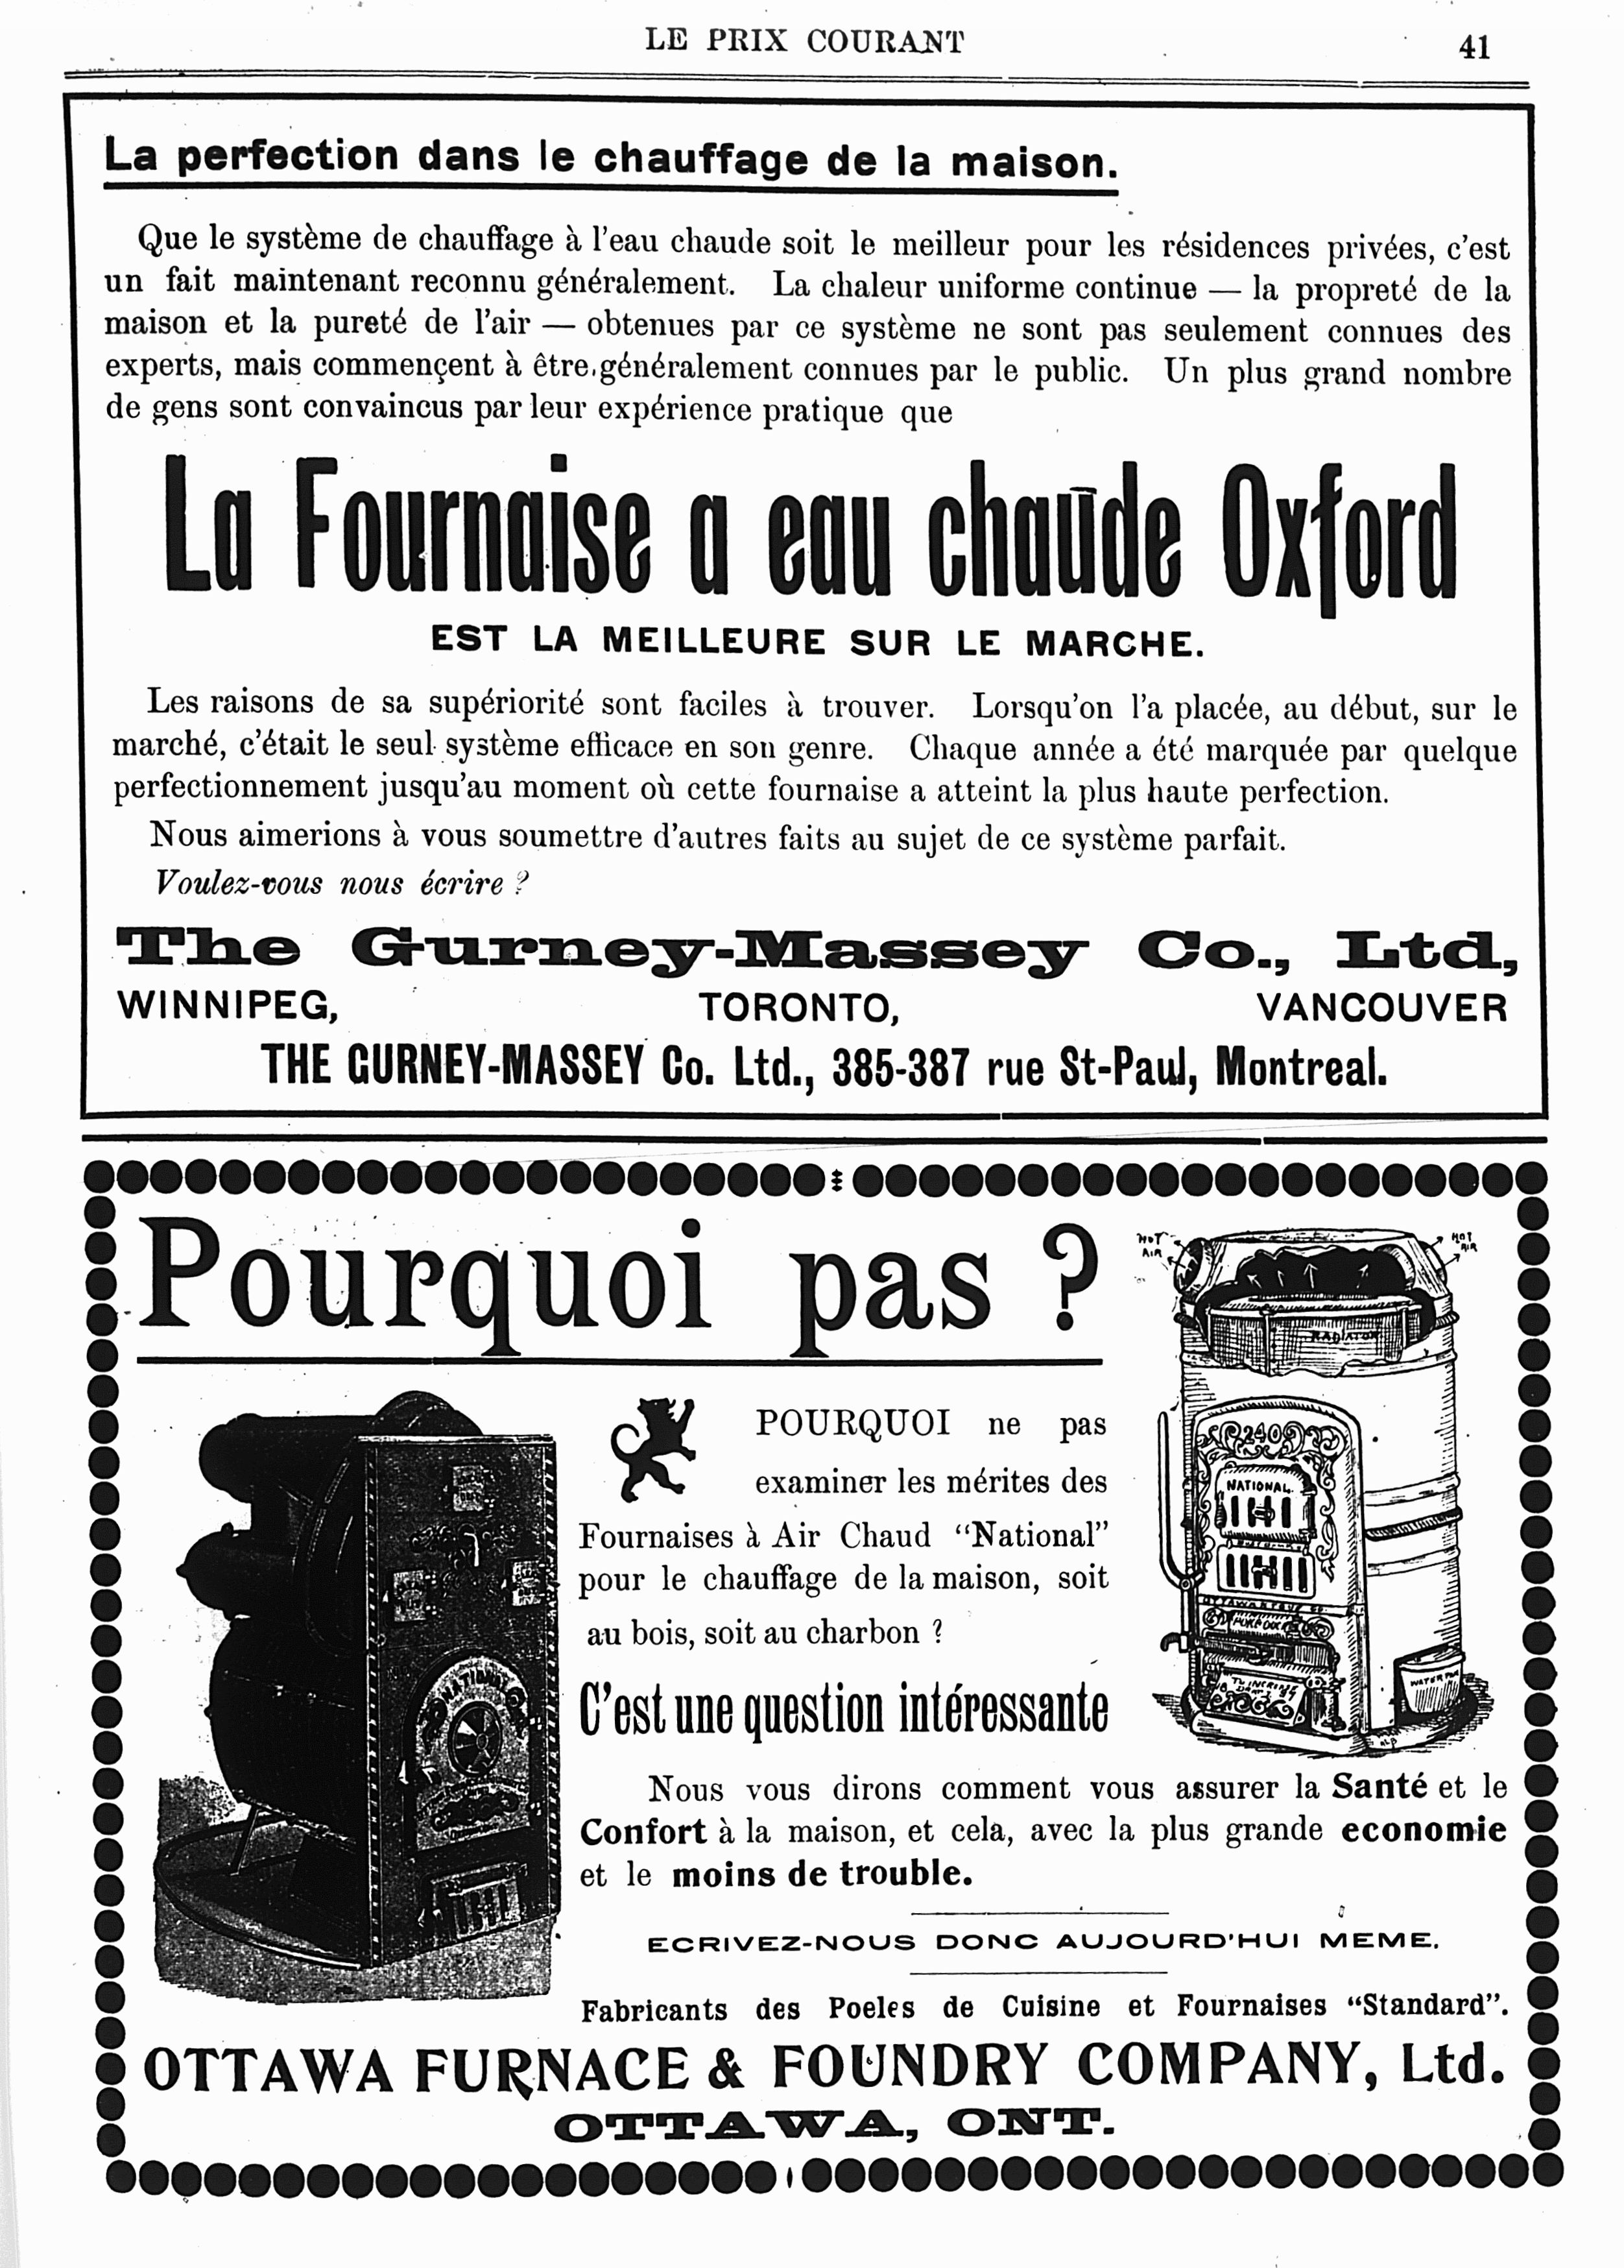 LE PRIX COURANT
41
La perfection dans le chauffage de la maison.
Que le système de chauffage à l'eau chaude soit le meilleur pour les résidences privées, c'est
un fait maintenant reconnu généralement. La chaleur uniforme continue — la propreté de la
maison et la pureté de l'air — obtenues par ce système ne sont pas seulement connues des
experts, mais commençent à être généralement connues par le public. Un plus grand nombre
de gens sont convaincus par leur expérience pratique que
La Fournaise a eau chaude Oxford
EST LA MEILLEURE SUR LE MARCHE.
Les raisons de sa supériorité sont faciles à trouver. Lorsqu'on l'a placée, au début, sur le
marché, c'était le seul système efficace en son genre. Chaque année a été marquée par quelque
perfectionnement jusqu'au moment où cette fournaise a atteint la plus haute perfection.
Nous aimerions à vous soumettre d'autres faits au sujet de ce système parfait.
Voulez-vous nous écrire ?
The Gurney-Massey Co., Ltd,
WINNIPEG, TORONTO, VANCOUVER
THE GURNEY-MASSEY Co. Ltd., 385-387 rue St-Paul, Montreal.
Pourquoi pas ?
HOT
AIR
HOT
AIR
RADIATOR
240
NATIONAL
WATER PAN
NATIONAL
POURQUOI ne pas
examiner les mérites des
Fournaises à Air Chaud "National"
pour le chauffage de la maison, soit
au bois, soit au charbon ?
C'est une question intéressante
Nous vous dirons comment vous assurer la Santé et le
Confort à la maison, et cela, avec la plus grande economie
et le moins de trouble.
ECRIVEZ-NOUS DONC AUJOURD'HUI MEME.
Fabricants des Poeles de Cuisine et Fournaises "Standard".
OTTAWA FURNACE & FOUNDRY COMPANY, Ltd.
OTTAWA, ONT.